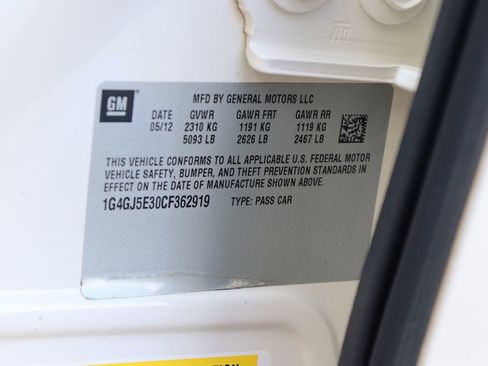 GM
MFD BY GENERAL MOTORS LLC
DATE GVWR GAWR FRT GAWR RR
05/12 2310 KG 1191 KG 1119 KG
5093 LB 2626 LB 2467 LB
THIS VEHICLE CONFORMS TO ALL APPLICABLE U.S. FEDERAL MOTOR
VEHICLE SAFETY, BUMPER, AND THEFT PREVENTION STANDARDS IN
EFFECT ON THE DATE OF MANUFACTURE SHOWN ABOVE.
1G4GJ5E30CF362919 TYPE: PASS CAR